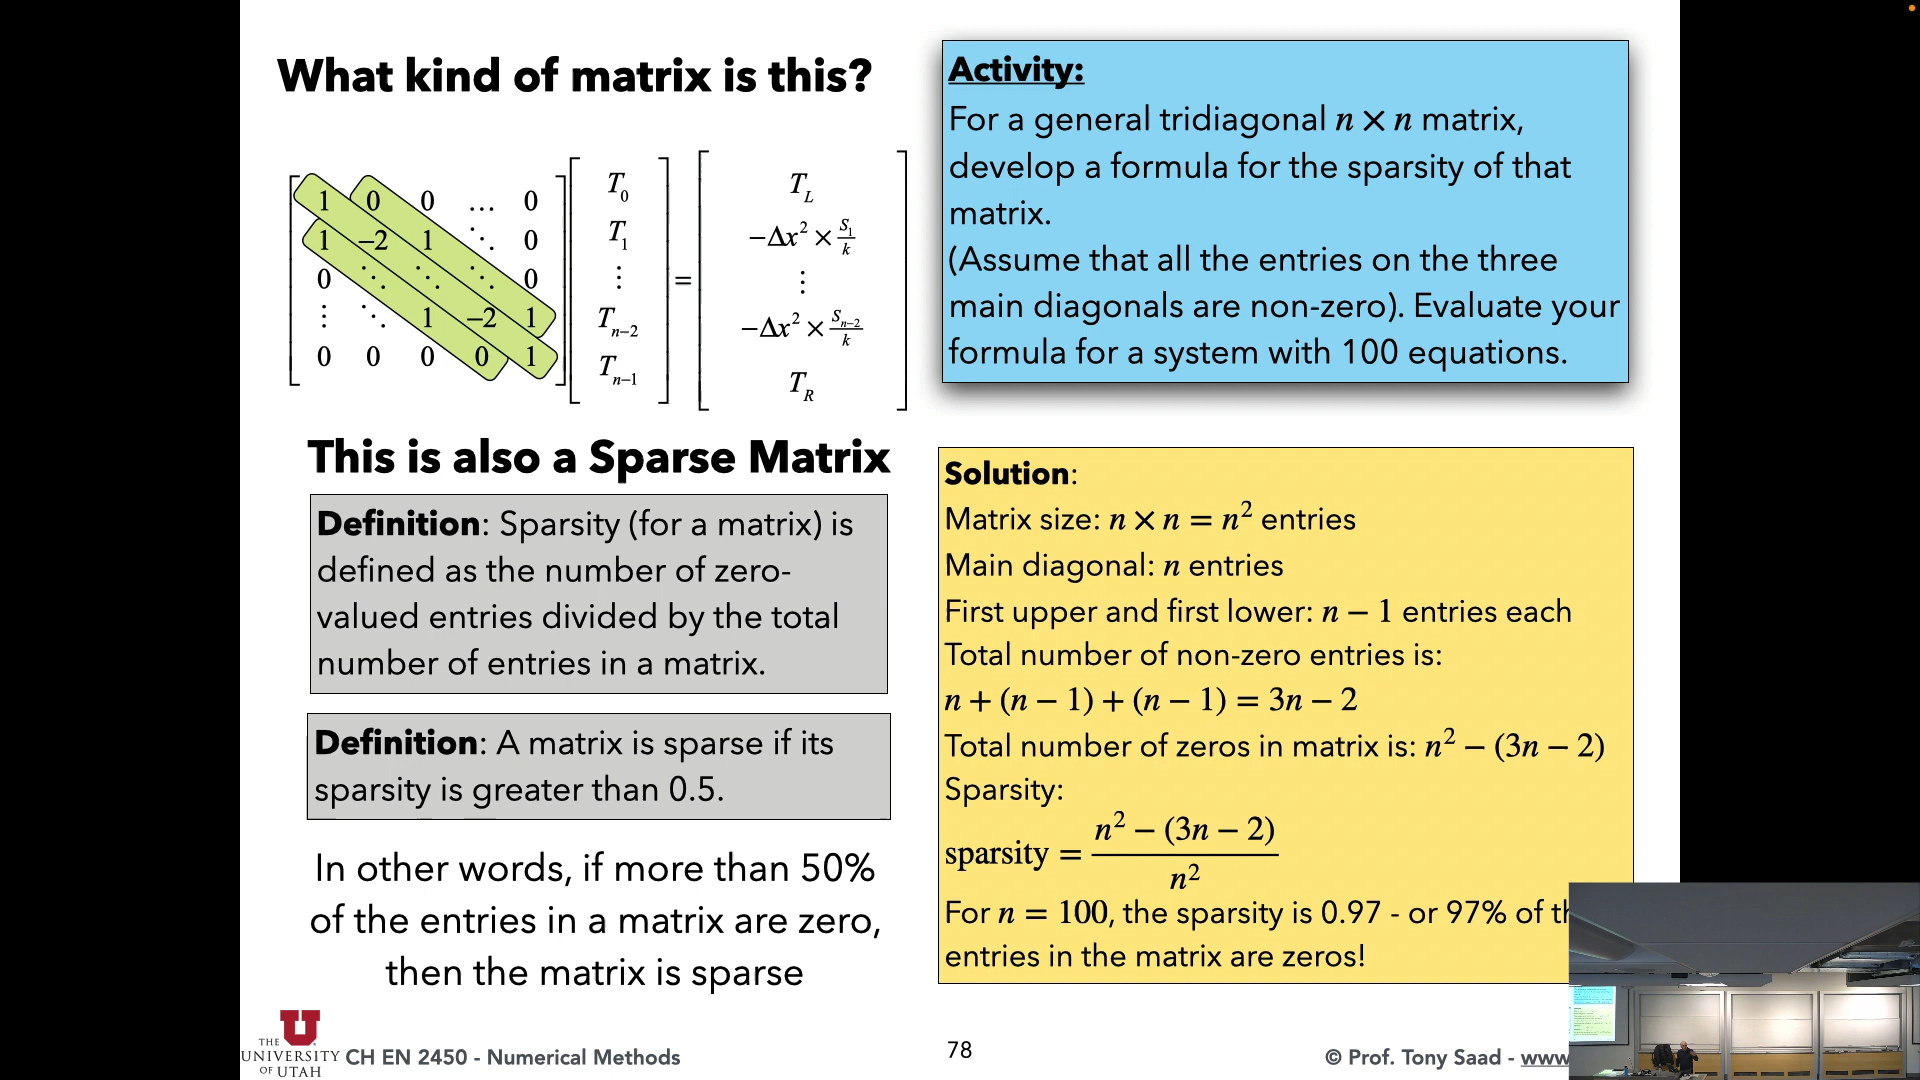 What kind of matrix is this?
1 0 0 … 0
1 −2 1 ⋱ 0
0 ⋱ ⋱ ⋱ 0
⋮ ⋱ 1 −2 1
0 0 0 0 1
T₀
T₁
⋮
Tₙ₋₂
Tₙ₋₁
=
T_L
−Δx² × S₁/k
⋮
−Δx² × Sₙ₋₂/k
T_R
This is also a Sparse Matrix
Definition: Sparsity (for a matrix) is
defined as the number of zero-
valued entries divided by the total
number of entries in a matrix.
Definition: A matrix is sparse if its
sparsity is greater than 0.5.
In other words, if more than 50%
of the entries in a matrix are zero,
then the matrix is sparse
Activity:
For a general tridiagonal n × n matrix,
develop a formula for the sparsity of that
matrix.
(Assume that all the entries on the three
main diagonals are non-zero). Evaluate your
formula for a system with 100 equations.
Solution:
Matrix size: n × n = n² entries
Main diagonal: n entries
First upper and first lower: n − 1 entries each
Total number of non-zero entries is:
n + (n − 1) + (n − 1) = 3n − 2
Total number of zeros in matrix is: n² − (3n − 2)
Sparsity:
sparsity = (n² − (3n − 2))/n²
For n = 100, the sparsity is 0.97 - or 97% of
entries in the matrix are zeros!
THE
UNIVERSITY
OF UTAH
CH EN 2450 - Numerical Methods
78
© Prof. Tony Saad - www